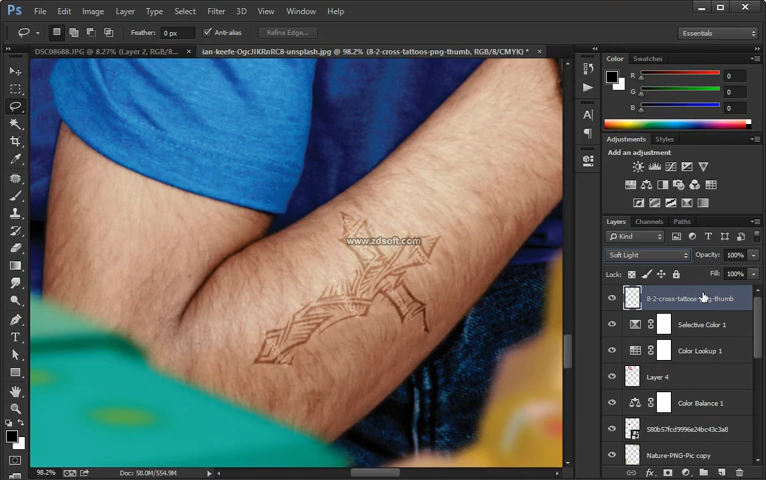 Ps File Edit Image Layer Type Select Filter 3D View Window Help
Feather: 0 px Anti-alias Refine Edge... Essentials
DSC08688.JPG @ 8.27% (Layer 2, RGB/8... × ian-keefe-OgcJIKRnRC8-unsplash.jpg @ 98.2% (8-2-cross-tattoos-png-thumb, RGB/8/CMYK) * ×
Color Swatches
R 0
G 0
B 0
Adjustments Styles
Add an adjustment
Layers Channels Paths
Kind
Soft Light Opacity: 100%
Lock: Fill: 100%
8-2-cross-tattoos-png-thumb
Selective Color 1
Color Lookup 1
Layer 4
Color Balance 1
580b57fcd9996e24bc43c3a8
Nature-PNG-Pic copy
www.zdsoft.com
98.2% Doc: 58.0M/554.9M
fx